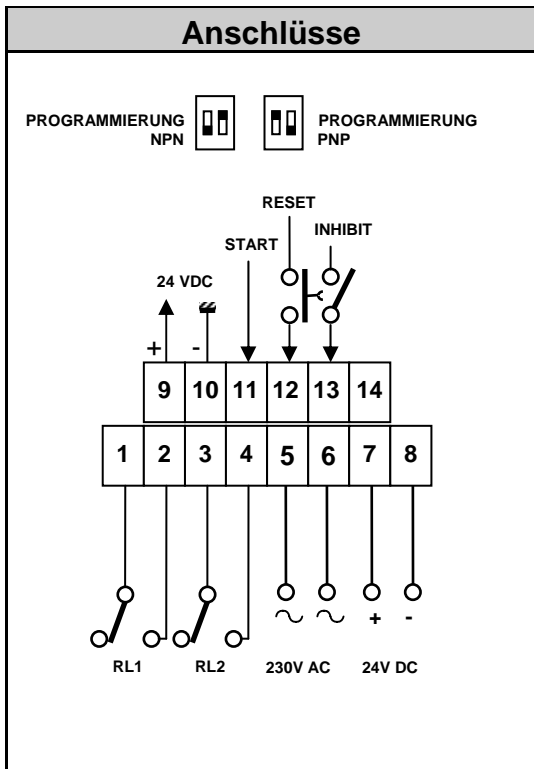 Anschlüsse
PROGRAMMIERUNG
NPN
PROGRAMMIERUNG
PNP
RESET
INHIBIT
START
24 VDC
+ -
9 10 11 12 13 14
1 2 3 4 5 6 7 8
+ -
RL1 RL2 230V AC 24V DC